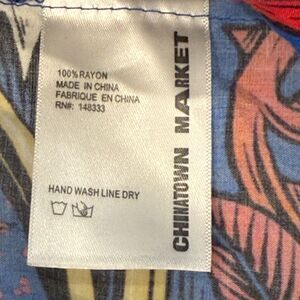 100% RAYON
MADE IN CHINA
FABRIQUE EN CHINA
RN#: 148333
HAND WASH LINE DRY
CHINATOWN MARKET